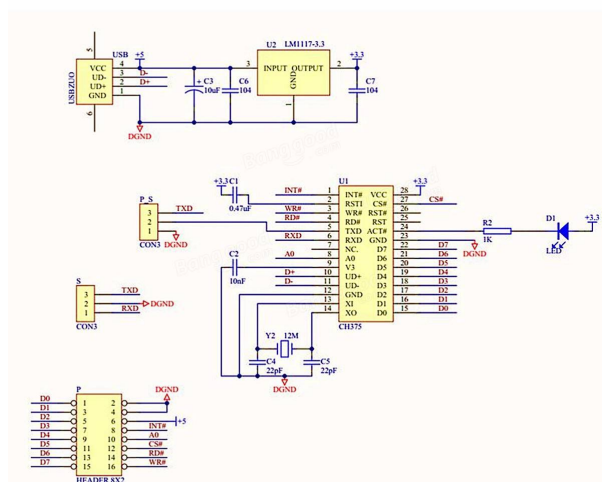 5
USB
+5
U2 LM1117-3.3
+3.3
USBZUO
VCC 4
UD- 3 D-
UD+ 2 D+
GND 1
6
C3
10uF
C6
104
3 INPUT OUTPUT 2
GND
1
C7
104
DGND
U1
+3.3 C1
0.47uF
INT# 1 INT# VCC 28 +3.3
2 RSTI CS# 27 CS#
WR# 3 WR# RST# 26
RD# 4 RD# RST 25
5 TXD ACT# 24
RXD 6 RXD GND 23 DGND
7 NC. D7 22 D7
A0 8 A0 D6 21 D6
9 V3 D5 20 D5
D+ 10 UD+ D4 19 D4
D- 11 UD- D3 18 D3
12 GND D2 17 D2
13 XI D1 16 D1
14 XO D0 15 D0
CH375
R2
1K
D1
LED
+3.3
P_S
3 TXD
2
1
CON3 DGND
C2
10nF
S
3 TXD
2 DGND
1 RXD
CON3
Y2 12M
C4
22pF
C5
22pF
DGND
P
DGND
D0 1 2
D1 3 4
D2 5 6 +5
D3 7 8 INT#
D4 9 10 A0
D5 11 12 CS#
D6 13 14 RD#
D7 15 16 WR#
HEADER 8X2